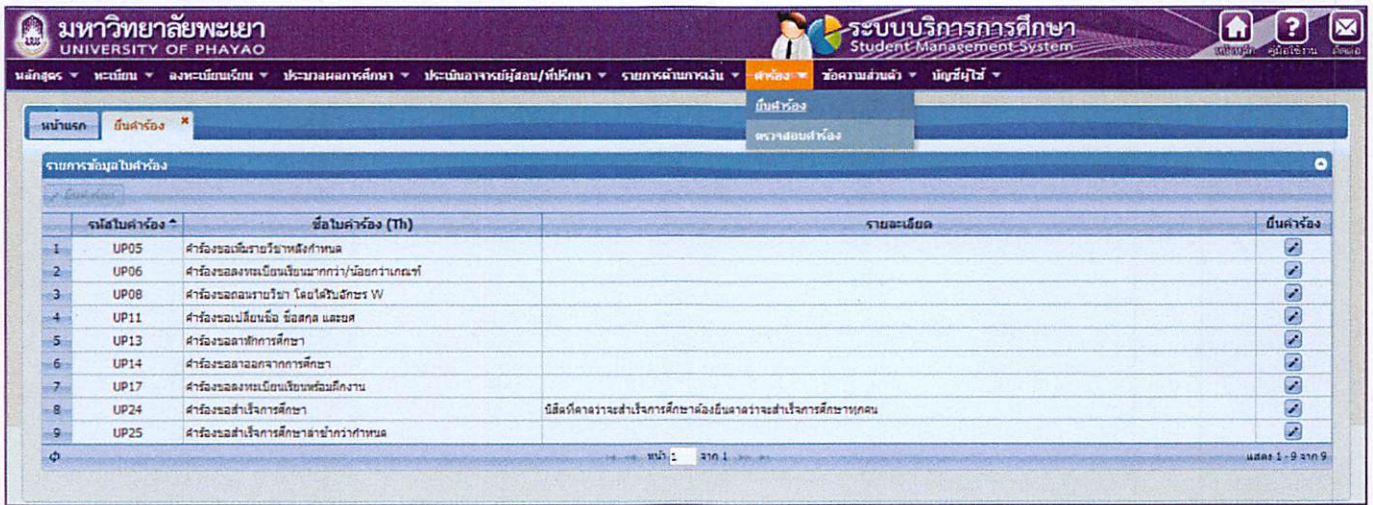 มหาวิทยาลัยพะเยา
UNIVERSITY OF PHAYAO
ระบบบริการการศึกษา
Student Management System
หน้าหลัก คู่มือใช้งาน ติดต่อ
หลักสูตร ทะเบียน ลงทะเบียนเรียน ประมวลผลการศึกษา ประเมินอาจารย์ผู้สอน/ที่ปรึกษา รายการด้านการเงิน คำร้อง ข้อความส่วนตัว บัญชีผู้ใช้
ยื่นคำร้อง
ตรวจสอบคำร้อง
หน้าแรก ยื่นคำร้อง
รายการข้อมูลใบคำร้อง
ยื่นคำร้อง
รหัสใบคำร้อง ชื่อใบคำร้อง (Th) รายละเอียด ยื่นคำร้อง
1 UP05 คำร้องขอเพิ่มรายวิชาหลังกำหนด
2 UP06 คำร้องขอลงทะเบียนเรียนมากกว่า/น้อยกว่าเกณฑ์
3 UP08 คำร้องขอถอนรายวิชา โดยได้รับอักษร W
4 UP11 คำร้องขอเปลี่ยนชื่อ ชื่อสกุล และยศ
5 UP13 คำร้องขอลาพักการศึกษา
6 UP14 คำร้องขอลาออกจากการศึกษา
7 UP17 คำร้องขอลงทะเบียนเรียนพร้อมฝึกงาน
8 UP24 คำร้องขอสำเร็จการศึกษา นิสิตที่คาดว่าจะสำเร็จการศึกษาต้องยื่นคาดว่าจะสำเร็จการศึกษาทุกคน
9 UP25 คำร้องขอสำเร็จการศึกษาล่าช้ากว่ากำหนด
หน้า 1 จาก 1 แสดง 1 - 9 จาก 9